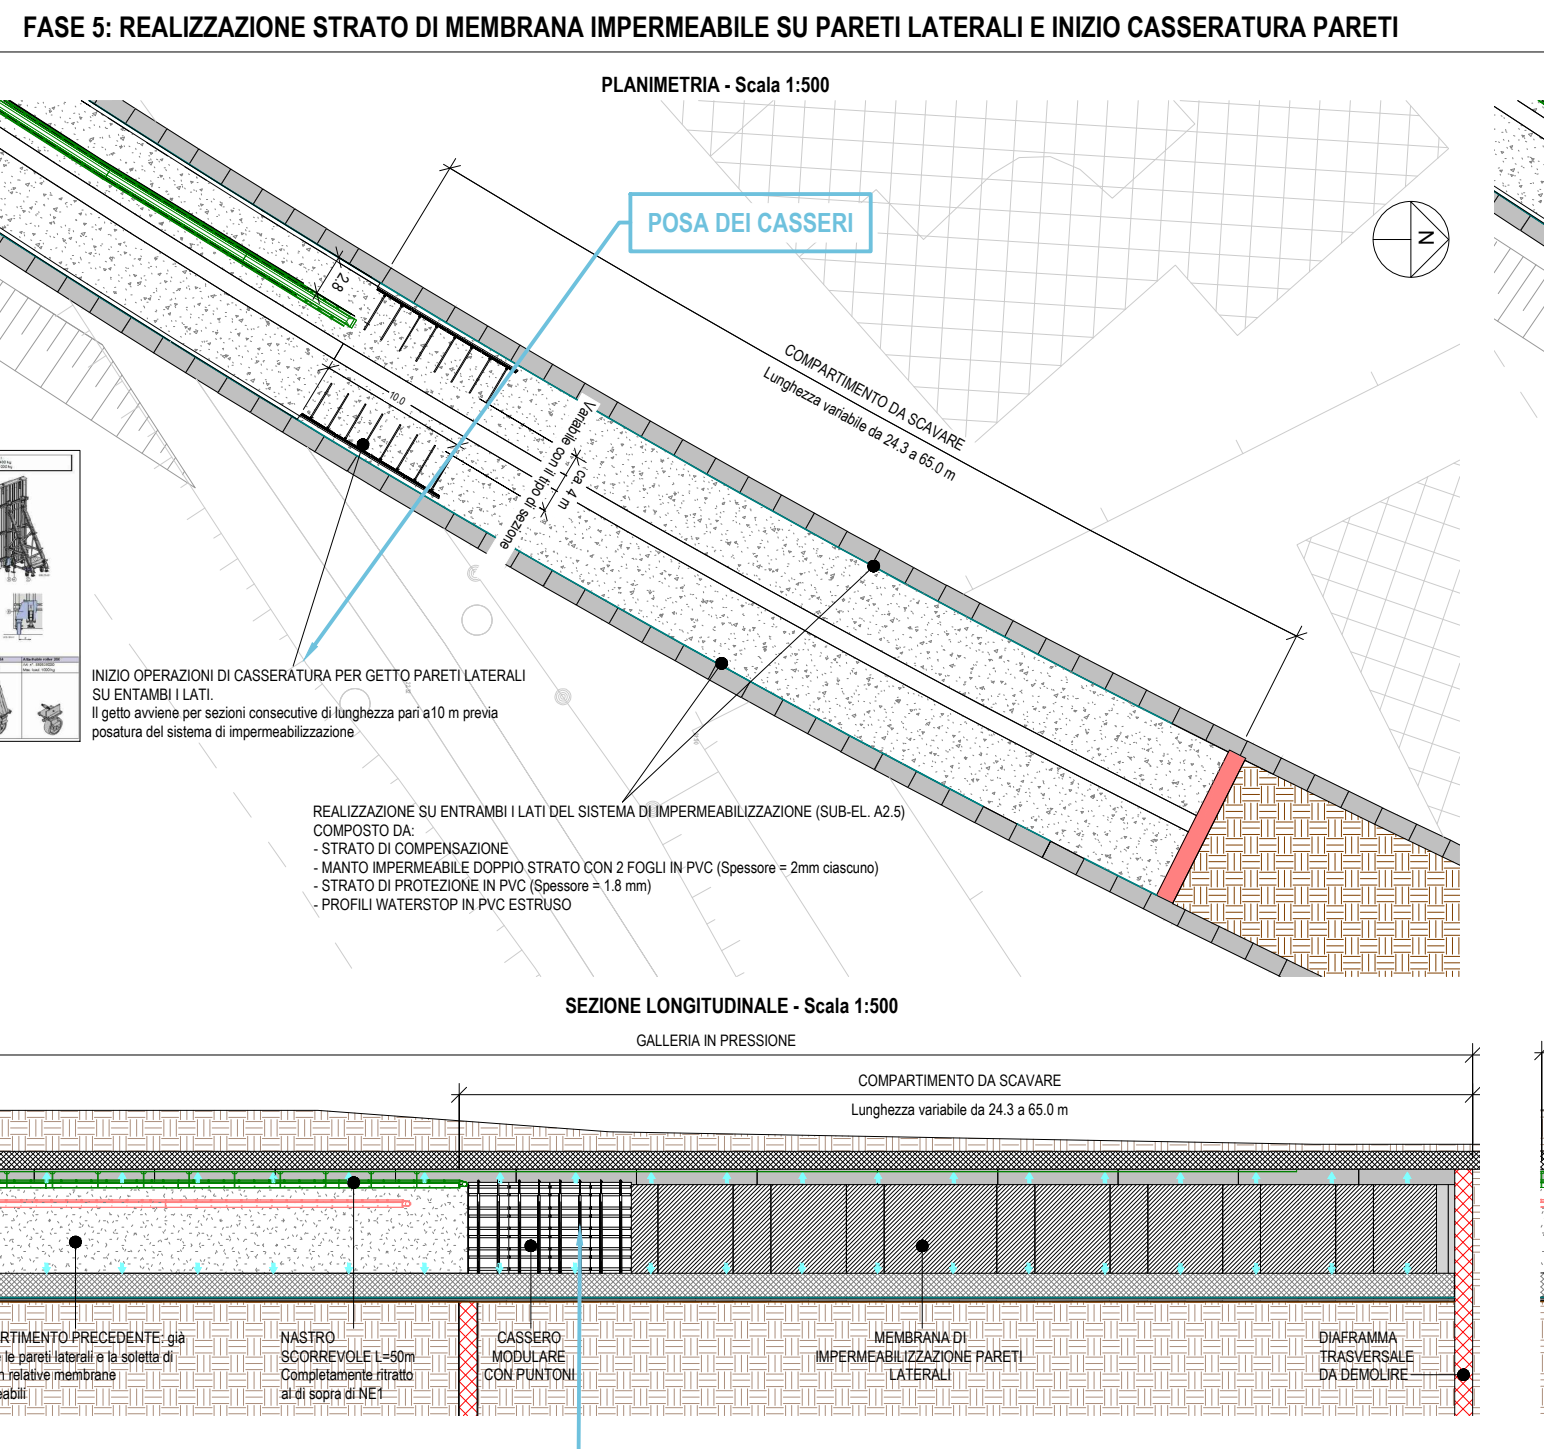 FASE 5: REALIZZAZIONE STRATO DI MEMBRANA IMPERMEABILE SU PARETI LATERALI E INIZIO CASSERATURA PARETI
PLANIMETRIA - Scala 1:500
POSA DEI CASSERI
N
2,8
10.0
COMPARTIMENTO DA SCAVARE
Lunghezza variabile da 24.3 a 65.0 m
Variabile con il tipo di sezione
ca. 4 m
INIZIO OPERAZIONI DI CASSERATURA PER GETTO PARETI LATERALI
SU ENTAMBI I LATI.
Il getto avviene per sezioni consecutive di lunghezza pari a10 m previa
posatura del sistema di impermeabilizzazione
REALIZZAZIONE SU ENTRAMBI I LATI DEL SISTEMA DI IMPERMEABILIZZAZIONE (SUB-EL. A2.5)
COMPOSTO DA:
- STRATO DI COMPENSAZIONE
- MANTO IMPERMEABILE DOPPIO STRATO CON 2 FOGLI IN PVC (Spessore = 2mm ciascuno)
- STRATO DI PROTEZIONE IN PVC (Spessore = 1.8 mm)
- PROFILI WATERSTOP IN PVC ESTRUSO
SEZIONE LONGITUDINALE - Scala 1:500
GALLERIA IN PRESSIONE
COMPARTIMENTO DA SCAVARE
Lunghezza variabile da 24.3 a 65.0 m
RTIMENTO PRECEDENTE: già
le pareti laterali e la soletta di
relative membrane
eabili
NASTRO
SCORREVOLE L=50m
Completamente ritratto
al di sopra di NE1
CASSERO
MODULARE
CON PUNTONI
MEMBRANA DI
IMPERMEABILIZZAZIONE PARETI
LATERALI
DIAFRAMMA
TRASVERSALE
DA DEMOLIRE